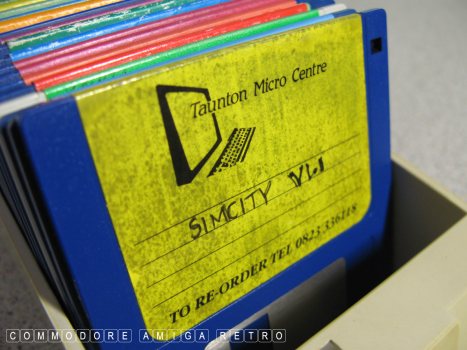 Taunton Micro Centre
SIMCITY V1.1
TO RE-ORDER TEL 0823 336118
COMMODORE AMIGA RETRO